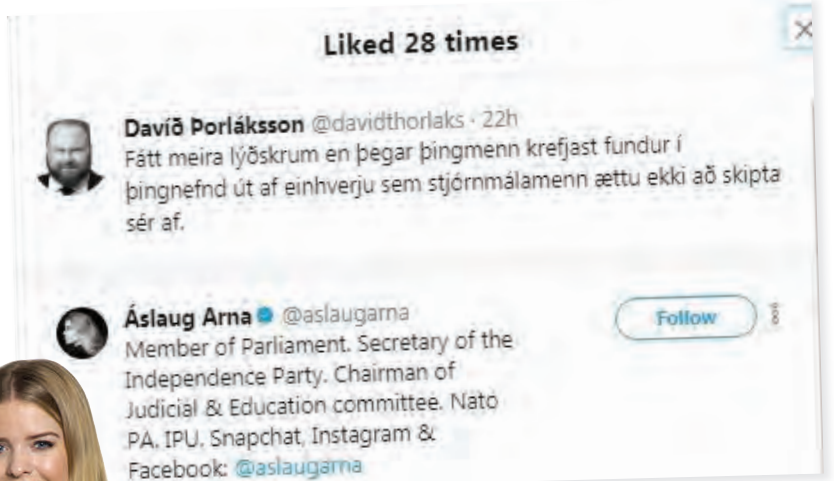 Liked 28 times
Davíð Þorláksson @davidthorlaks · 22h
Fátt meira lýðskrum en þegar þingmenn krefjast fundur í
þingnefnd út af einhverju sem stjórnmálamenn ættu ekki að skipta
sér af.
Áslaug Arna @aslaugarna
Follow
Member of Parliament. Secretary of the
Independence Party. Chairman of
Judicial & Education committee. Nato
PA. IPU. Snapchat, Instagram &
Facebook: @aslaugarna